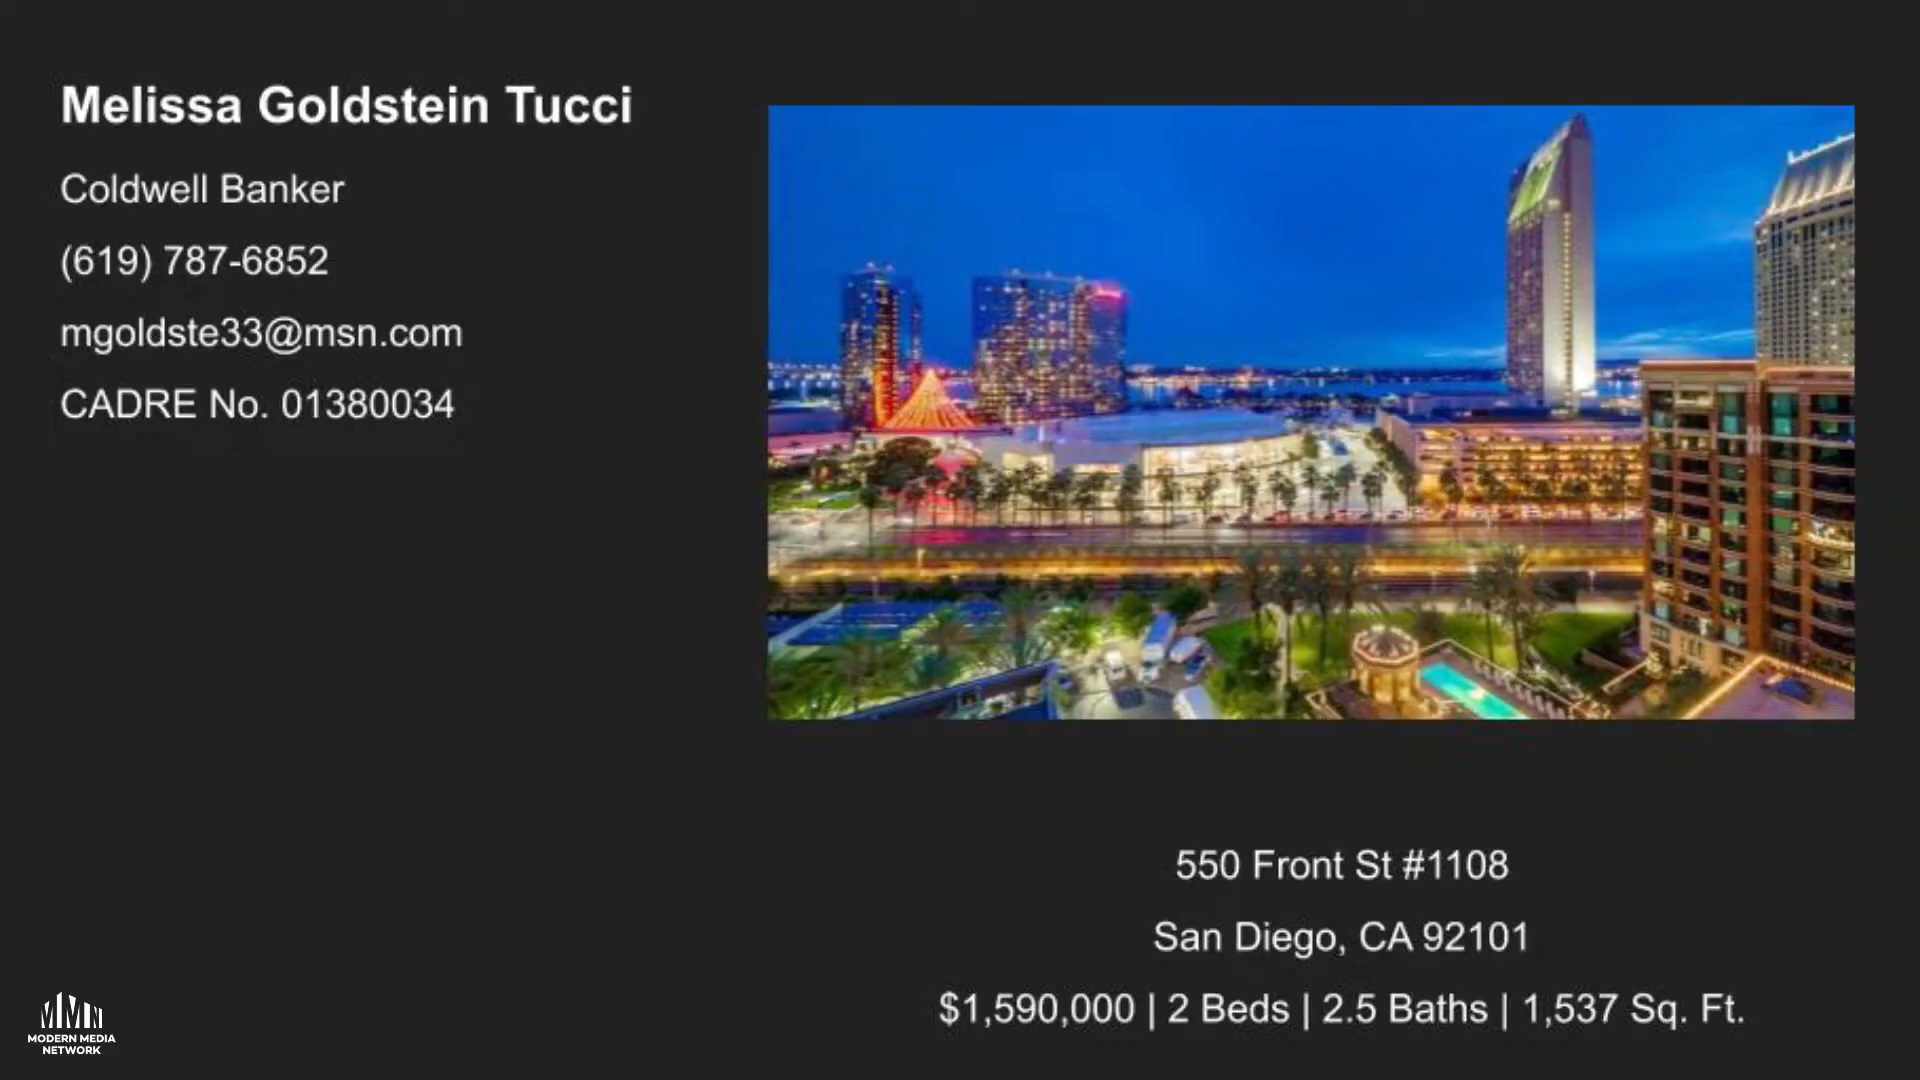 Melissa Goldstein Tucci
Coldwell Banker
(619) 787-6852
mgoldste33@msn.com
CADRE No. 01380034
550 Front St #1108
San Diego, CA 92101
$1,590,000 | 2 Beds | 2.5 Baths | 1,537 Sq. Ft.
MMN
MODERN MEDIA
NETWORK